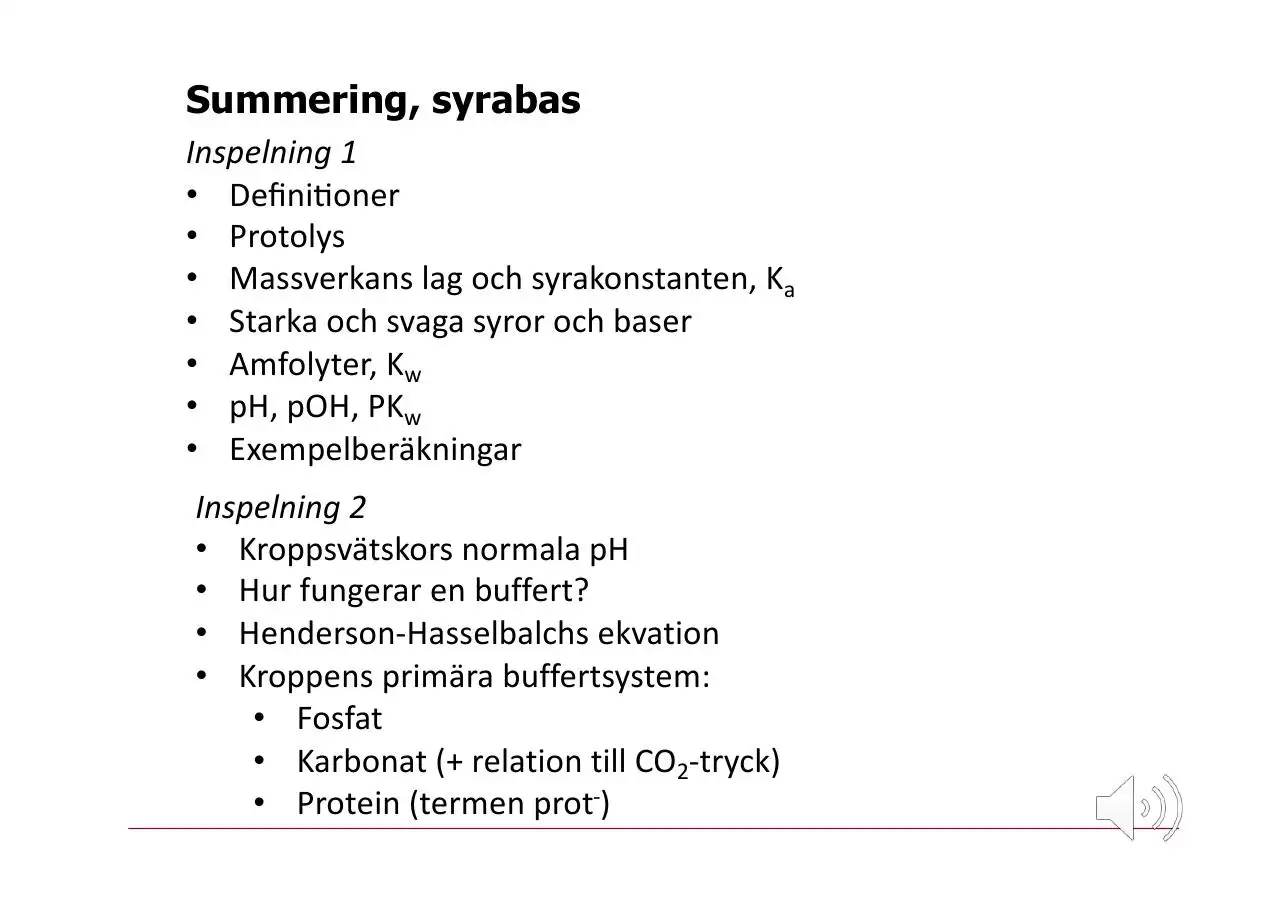 Summering, syrabas
Inspelning 1
• Definitioner
• Protolys
• Massverkans lag och syrakonstanten, Kₐ
• Starka och svaga syror och baser
• Amfolyter, K_w
• pH, pOH, PK_w
• Exempelberäkningar
Inspelning 2
• Kroppsvätskors normala pH
• Hur fungerar en buffert?
• Henderson-Hasselbalchs ekvation
• Kroppens primära buffertsystem:
• Fosfat
• Karbonat (+ relation till CO₂-tryck)
• Protein (termen prot⁻)